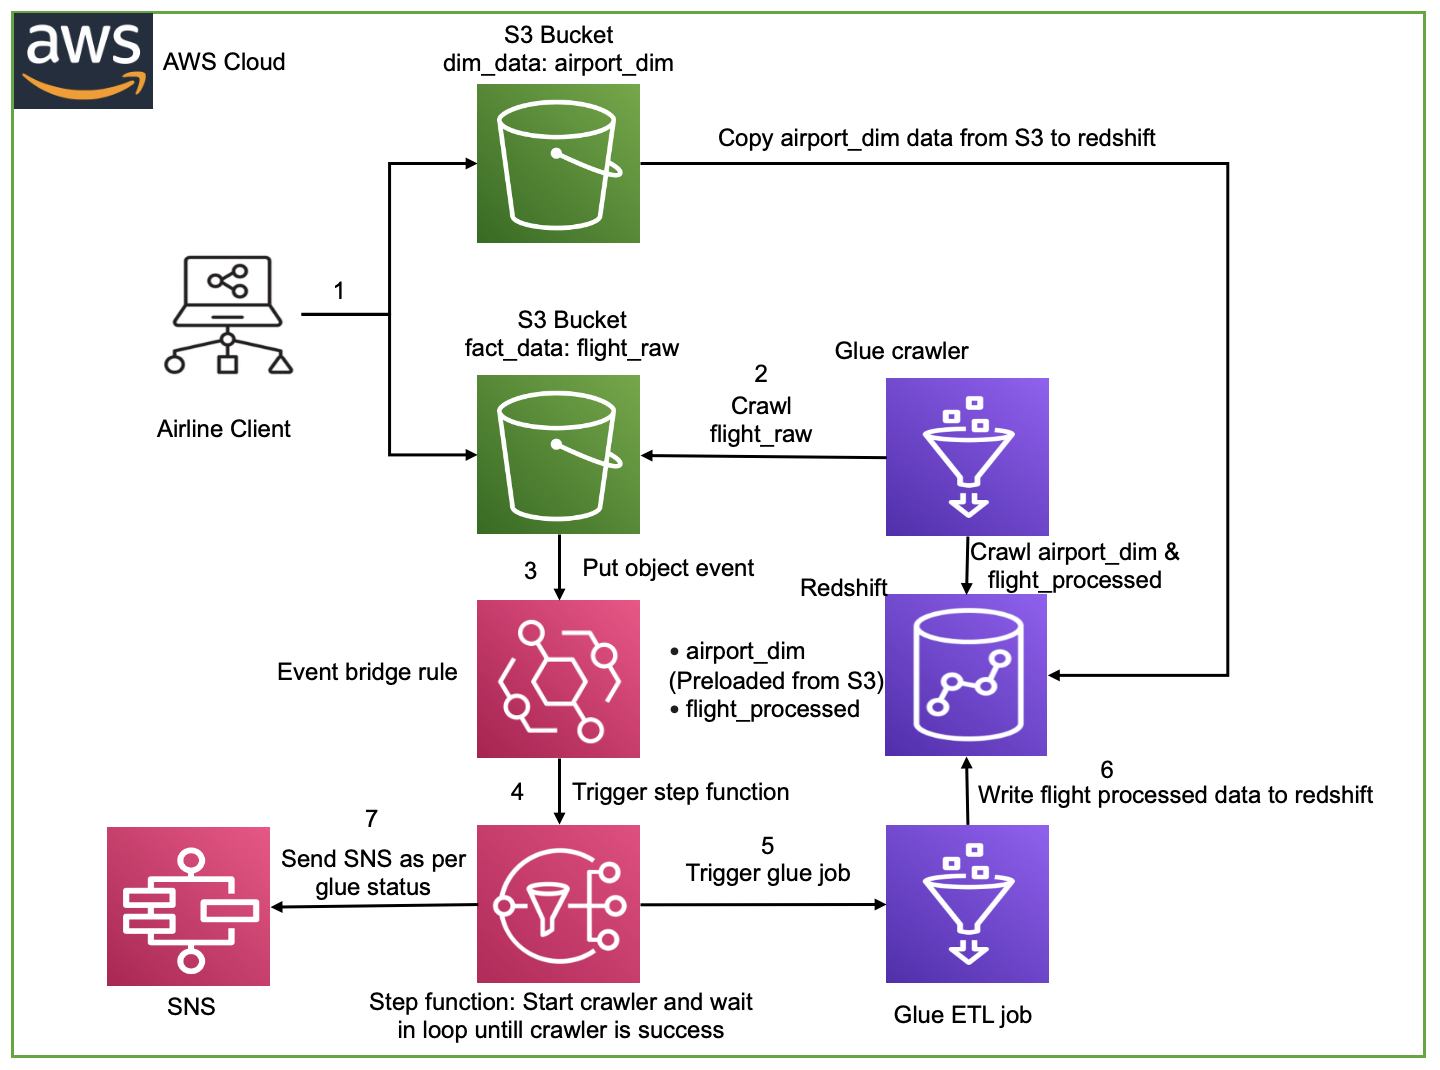 aws
AWS Cloud
S3 Bucket
dim_data: airport_dim
Copy airport_dim data from S3 to redshift
1
Airline Client
S3 Bucket
fact_data: flight_raw
2
Crawl
flight_raw
Glue crawler
3
Put object event
Crawl airport_dim &
flight_processed
Redshift
Event bridge rule
• airport_dim
(Preloaded from S3)
• flight_processed
4
Trigger step function
6
Write flight processed data to redshift
7
Send SNS as per
glue status
5
Trigger glue job
SNS
Step function: Start crawler and wait
in loop untill crawler is success
Glue ETL job